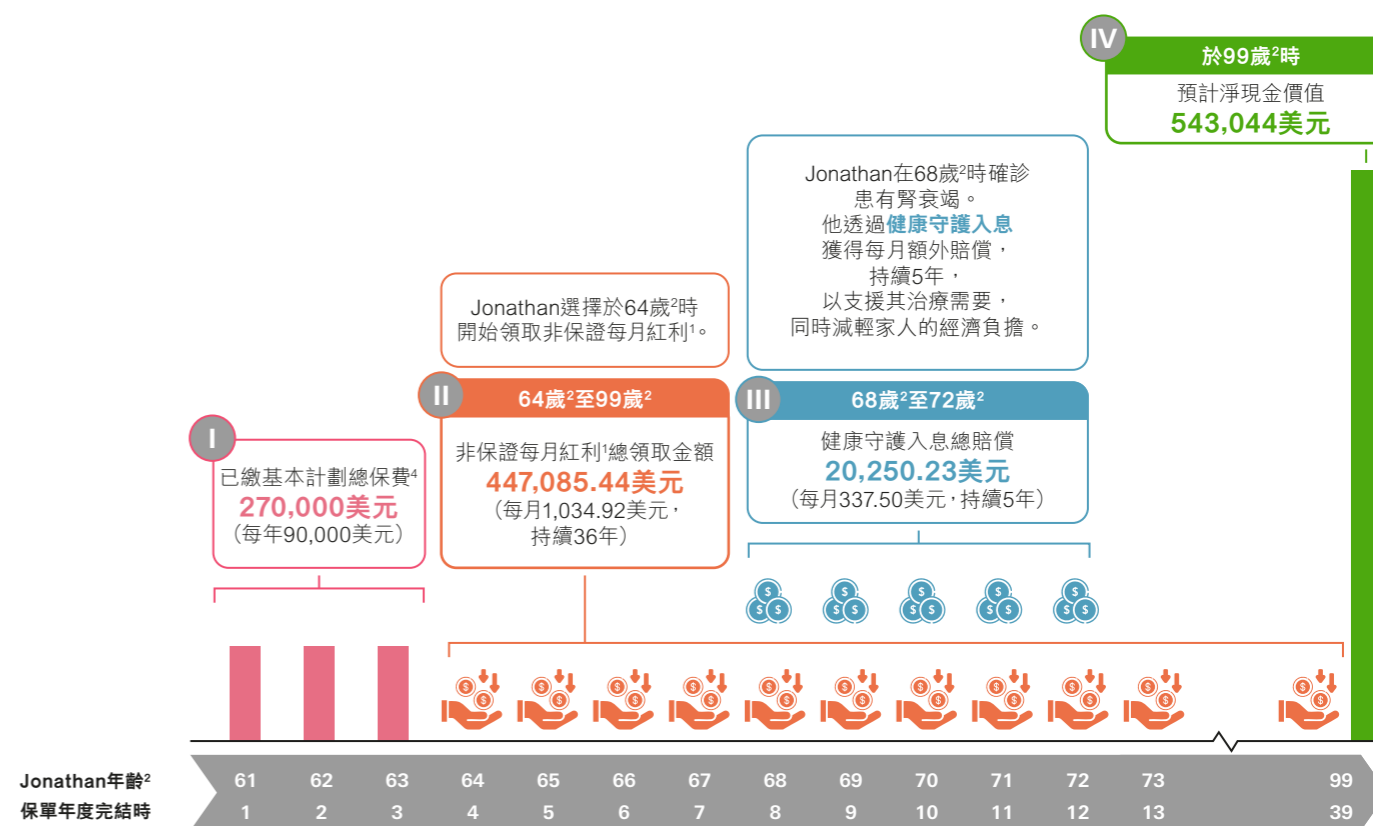 IV
於99歲²時
預計淨現金價值
543,044美元
Jonathan在68歲²時確診
患有腎衰竭。
他透過健康守護入息
獲得每月額外賠償，
持續5年，
以支援其治療需要，
同時減輕家人的經濟負擔。
Jonathan選擇於64歲²時
開始領取非保證每月紅利¹。
I
已繳基本計劃總保費⁴
270,000美元
（每年90,000美元）
II
64歲²至99歲²
非保證每月紅利¹總領取金額
447,085.44美元
（每月1,034.92美元，
持續36年）
III
68歲²至72歲²
健康守護入息總賠償
20,250.23美元
（每月337.50美元，持續5年）
Jonathan年齡² 61 62 63 64 65 66 67 68 69 70 71 72 73 99
保單年度完結時 1 2 3 4 5 6 7 8 9 10 11 12 13 39